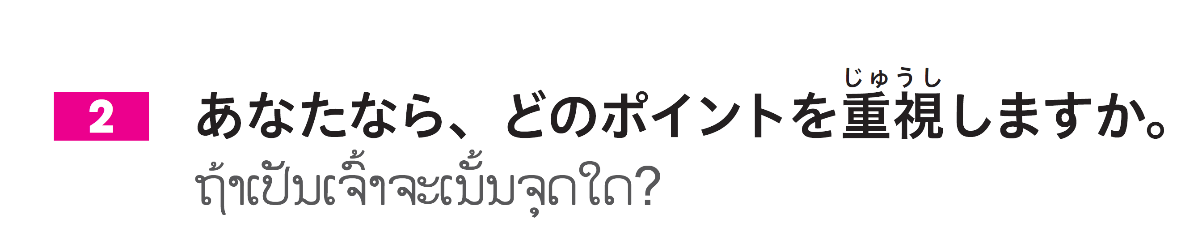 じゅうし
2 あなたなら、どのポイントを重視しますか。
ຖ້າເປັນເຈົ້າຈະເນັ້ນຈຸດໃດ?